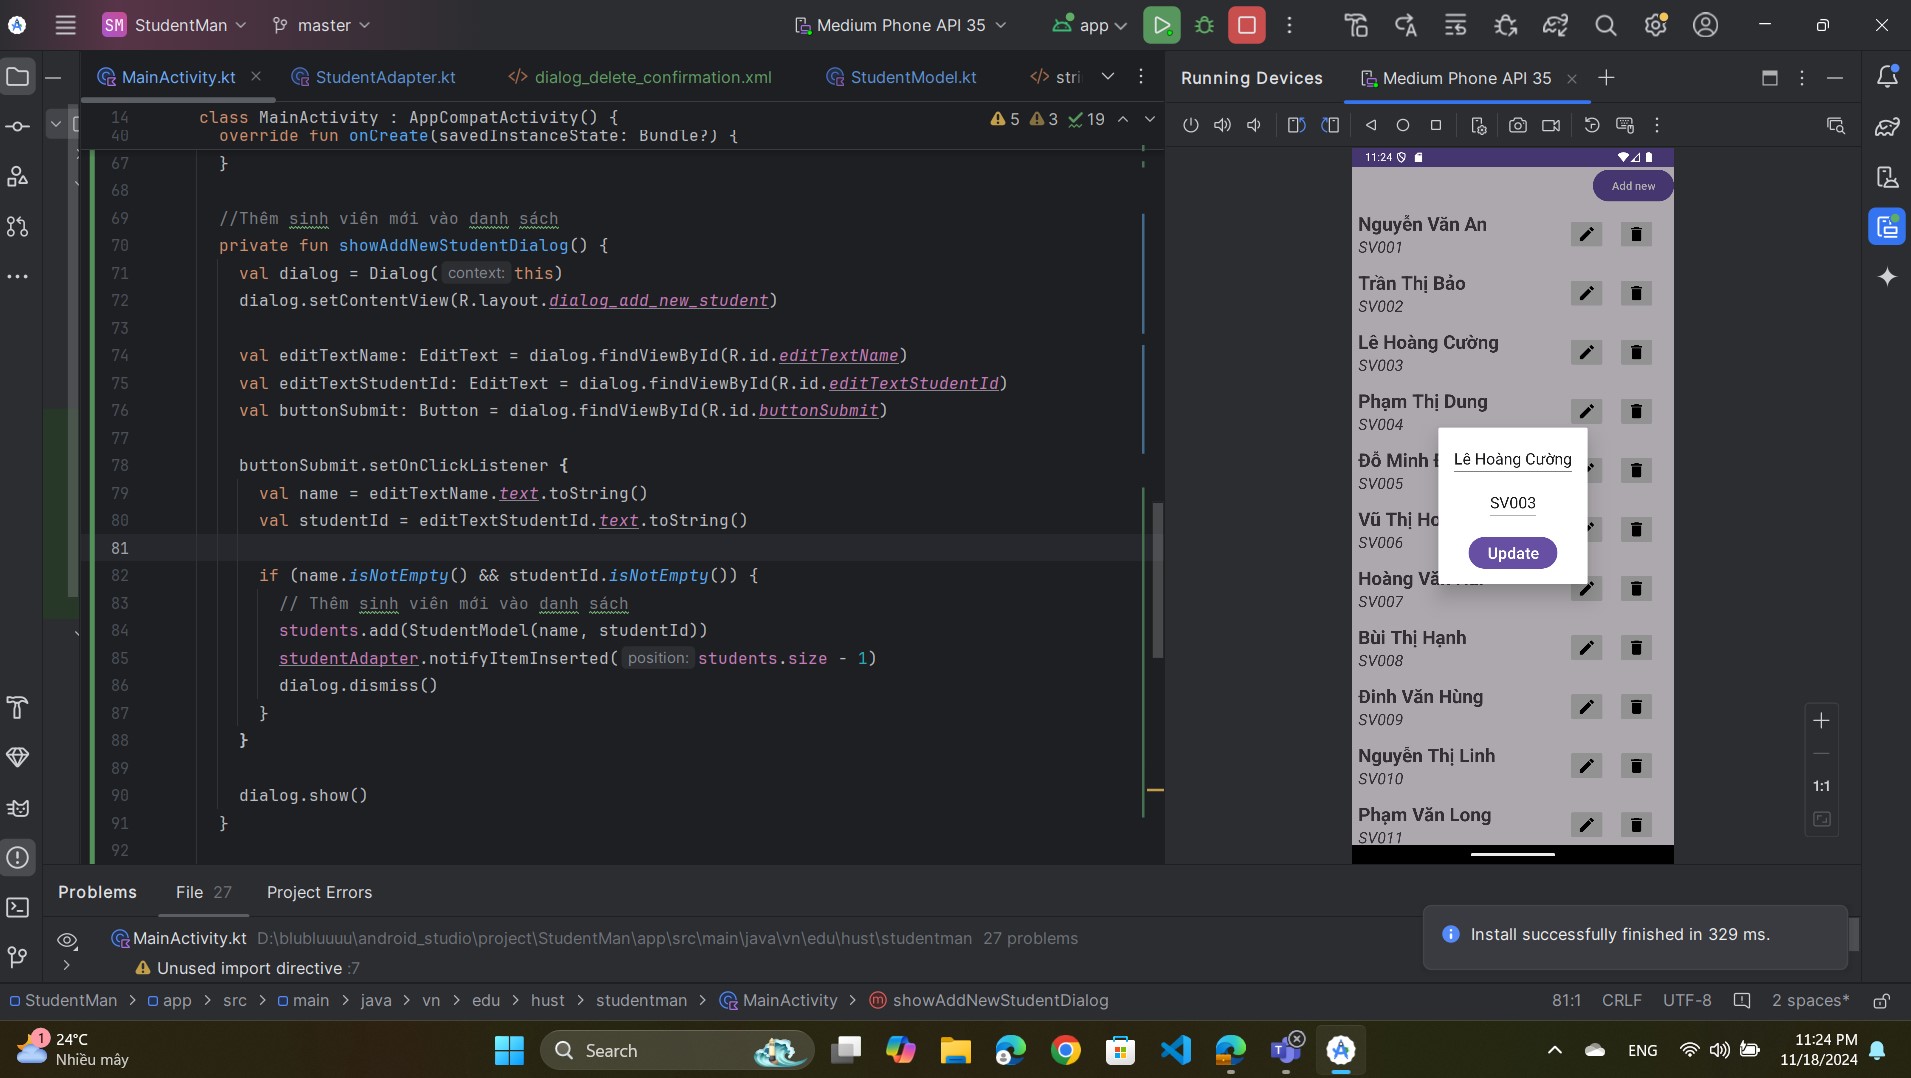 SM StudentMan master Medium Phone API 35 app
MainActivity.kt StudentAdapter.kt dialog_delete_confirmation.xml StudentModel.kt stri
14 class MainActivity : AppCompatActivity() {
5 3 19
40 override fun onCreate(savedInstanceState: Bundle?) {
67 }
68
69 //Thêm sinh viên mới vào danh sách
70 private fun showAddNewStudentDialog() {
71 val dialog = Dialog( context: this)
72 dialog.setContentView(R.layout.dialog_add_new_student)
73
74 val editTextName: EditText = dialog.findViewById(R.id.editTextName)
75 val editTextStudentId: EditText = dialog.findViewById(R.id.editTextStudentId)
76 val buttonSubmit: Button = dialog.findViewById(R.id.buttonSubmit)
77
78 buttonSubmit.setOnClickListener {
79 val name = editTextName.text.toString()
80 val studentId = editTextStudentId.text.toString()
81
82 if (name.isNotEmpty() && studentId.isNotEmpty()) {
83 // Thêm sinh viên mới vào danh sách
84 students.add(StudentModel(name, studentId))
85 studentAdapter.notifyItemInserted( position: students.size - 1)
86 dialog.dismiss()
87 }
88 }
89
90 dialog.show()
91 }
92
Running Devices Medium Phone API 35
11:24
Add new
Nguyễn Văn An
SV001
Trần Thị Bảo
SV002
Lê Hoàng Cường
SV003
Phạm Thị Dung
SV004
Đỗ Minh
SV005
Vũ Thị Ho
SV006
Hoàng Vă
SV007
Bùi Thị Hạnh
SV008
Đinh Văn Hùng
SV009
Nguyễn Thị Linh
SV010
Phạm Văn Long
SV011
Lê Hoàng Cường
SV003
Update
1:1
Problems File 27 Project Errors
MainActivity.kt D:\blubluuuu\android_studio\project\StudentMan\app\src\main\java\vn\edu\hust\studentman 27 problems
Unused import directive :7
Install successfully finished in 329 ms.
StudentMan > app > src > main > java > vn > edu > hust > studentman > MainActivity > showAddNewStudentDialog
81:1 CRLF UTF-8 2 spaces*
1
24°C
Nhiều mây
Search
ENG
11:24 PM
11/18/2024